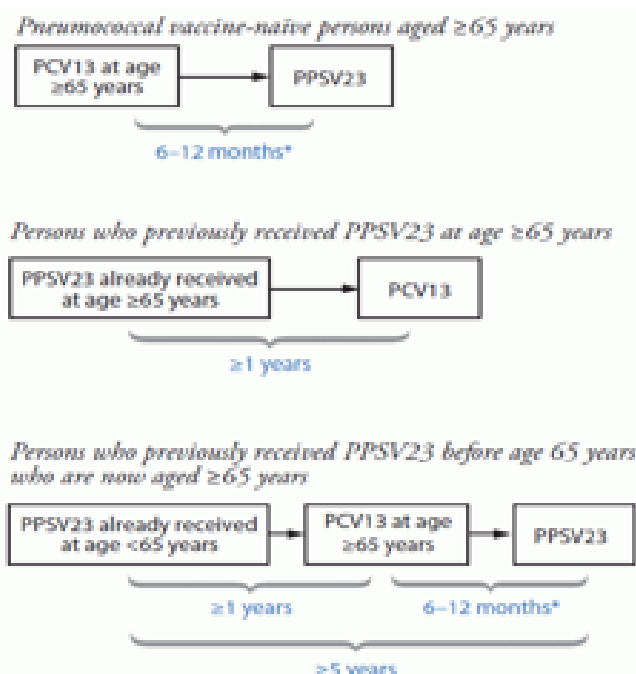 Pneumococcal vaccine-naïve persons aged ≥65 years
PCV13 at age
≥65 years
PPSV23
6–12 months*
Persons who previously received PPSV23 at age ≥65 years
PPSV23 already received
at age ≥65 years
PCV13
≥1 years
Persons who previously received PPSV23 before age 65 years
who are now aged ≥65 years
PPSV23 already received
at age <65 years
PCV13 at age
≥65 years
PPSV23
≥1 years
6–12 months*
≥5 years